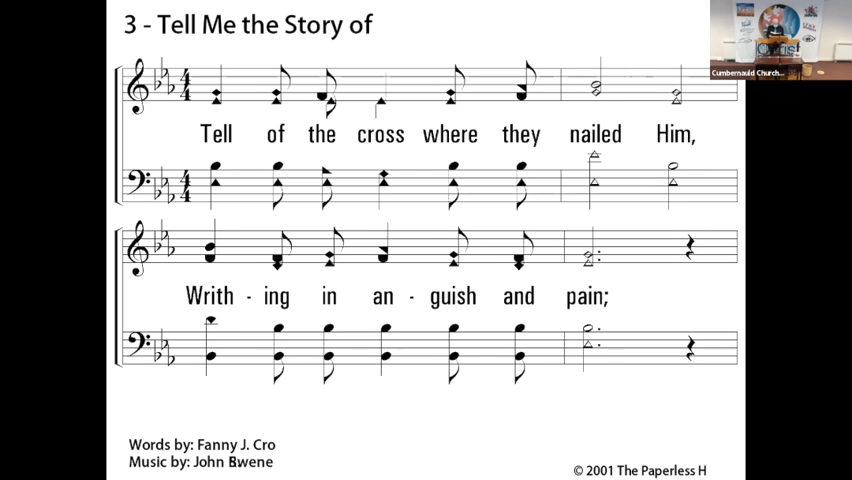 3 - Tell Me the Story of
Cumbernauld Church...
Tell of the cross where they nailed Him,
Writh - ing in an - guish and pain;
Words by: Fanny J. Cro
Music by: John R.wene
© 2001 The Paperless H